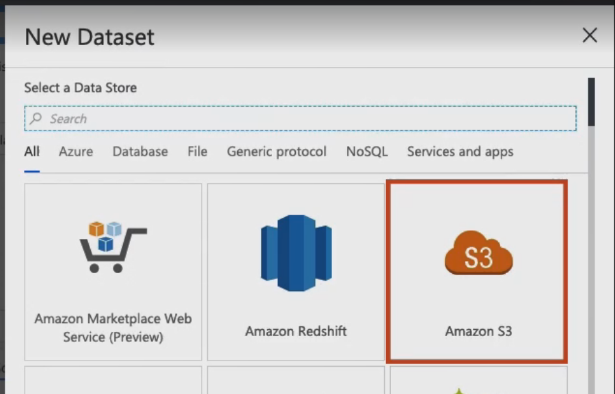 New Dataset
Select a Data Store
Search
All Azure Database File Generic protocol NoSQL Services and apps
S3
Amazon Marketplace Web
Service (Preview)
Amazon Redshift
Amazon S3